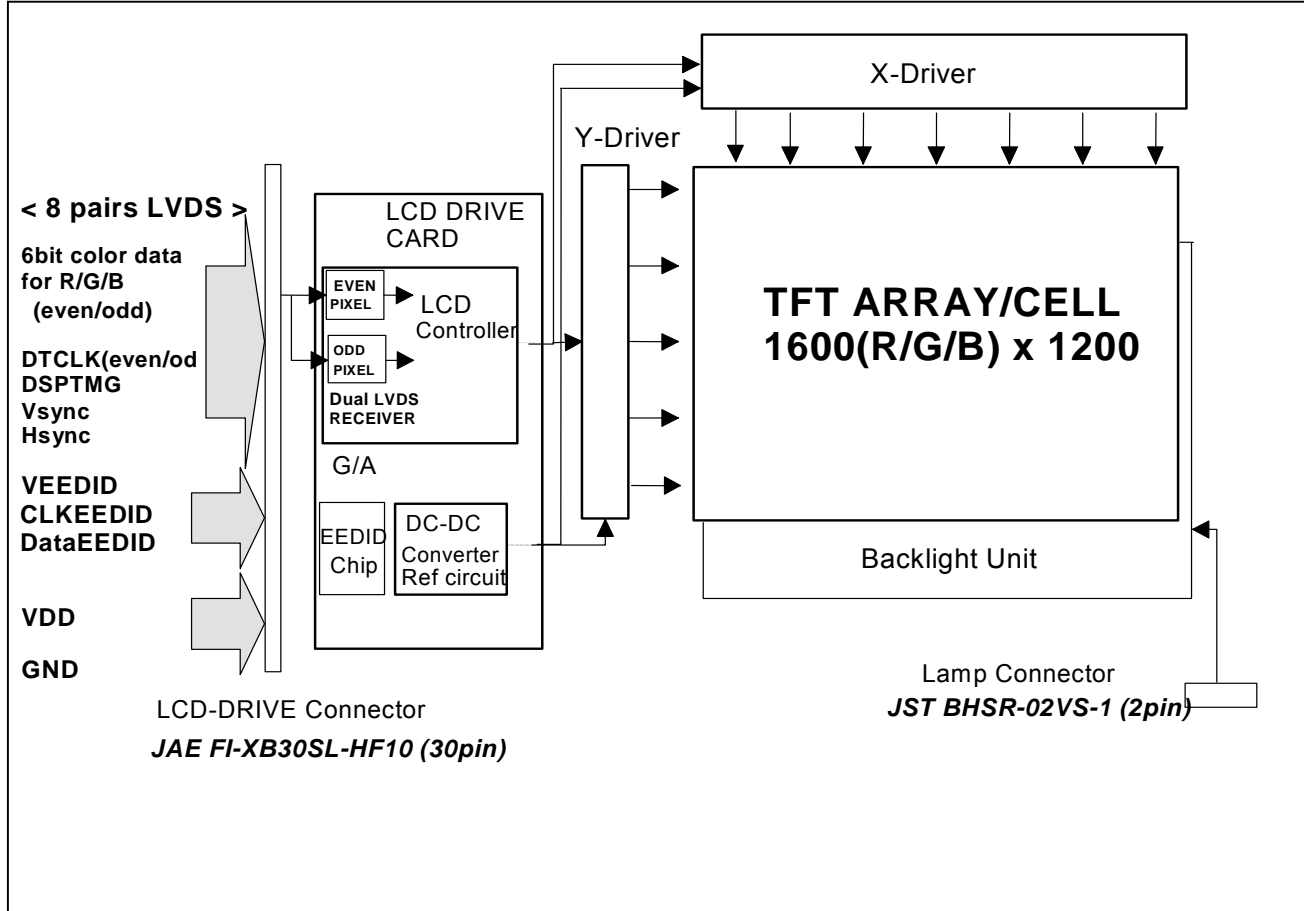 X-Driver
Y-Driver
< 8 pairs LVDS >
6bit color data
for R/G/B
(even/odd)
DTCLK(even/od
DSPTMG
Vsync
Hsync
VEEDID
CLKEEDID
DataEEDID
VDD
GND
LCD DRIVE
CARD
EVEN
PIXEL
LCD
Controller
ODD
PIXEL
Dual LVDS
RECEIVER
G/A
EEDID
Chip
DC-DC
Converter
Ref circuit
TFT ARRAY/CELL
1600(R/G/B) x 1200
Backlight Unit
LCD-DRIVE Connector
JAE FI-XB30SL-HF10 (30pin)
Lamp Connector
JST BHSR-02VS-1 (2pin)